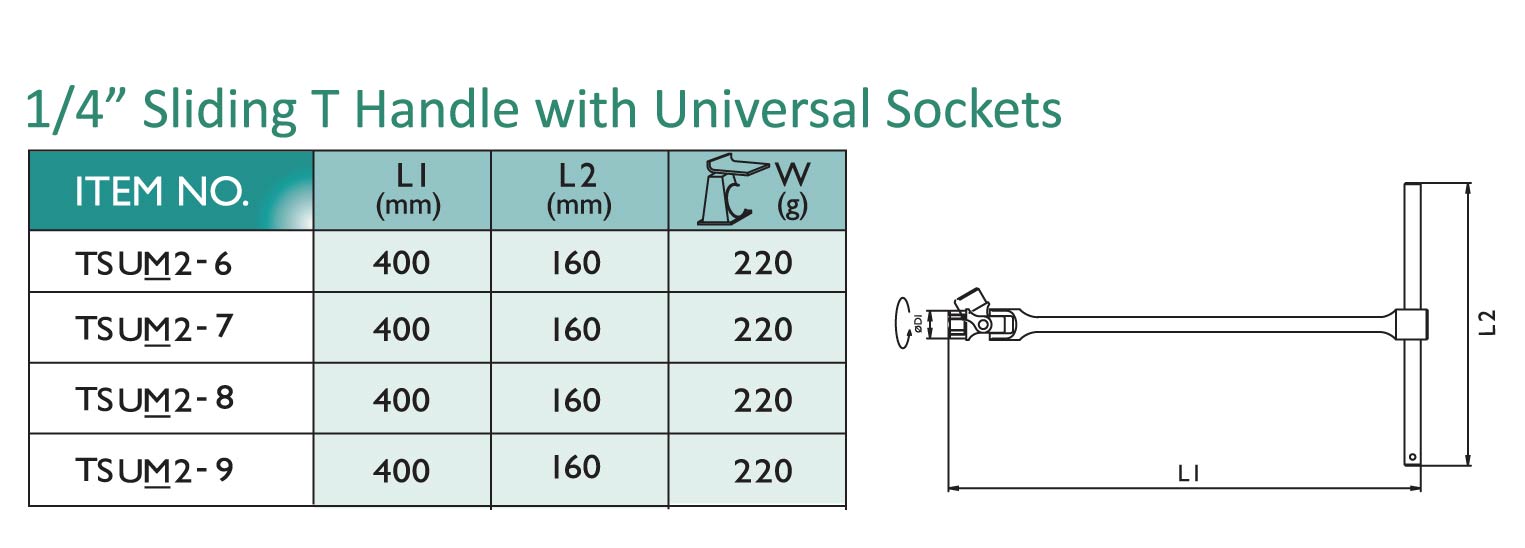 1/4” Sliding T Handle with Universal Sockets
ITEM NO. L1 (mm) L2 (mm) W (g)
TSUM2-6 400 160 220
TSUM2-7 400 160 220
TSUM2-8 400 160 220
TSUM2-9 400 160 220
øD1
L2
L1